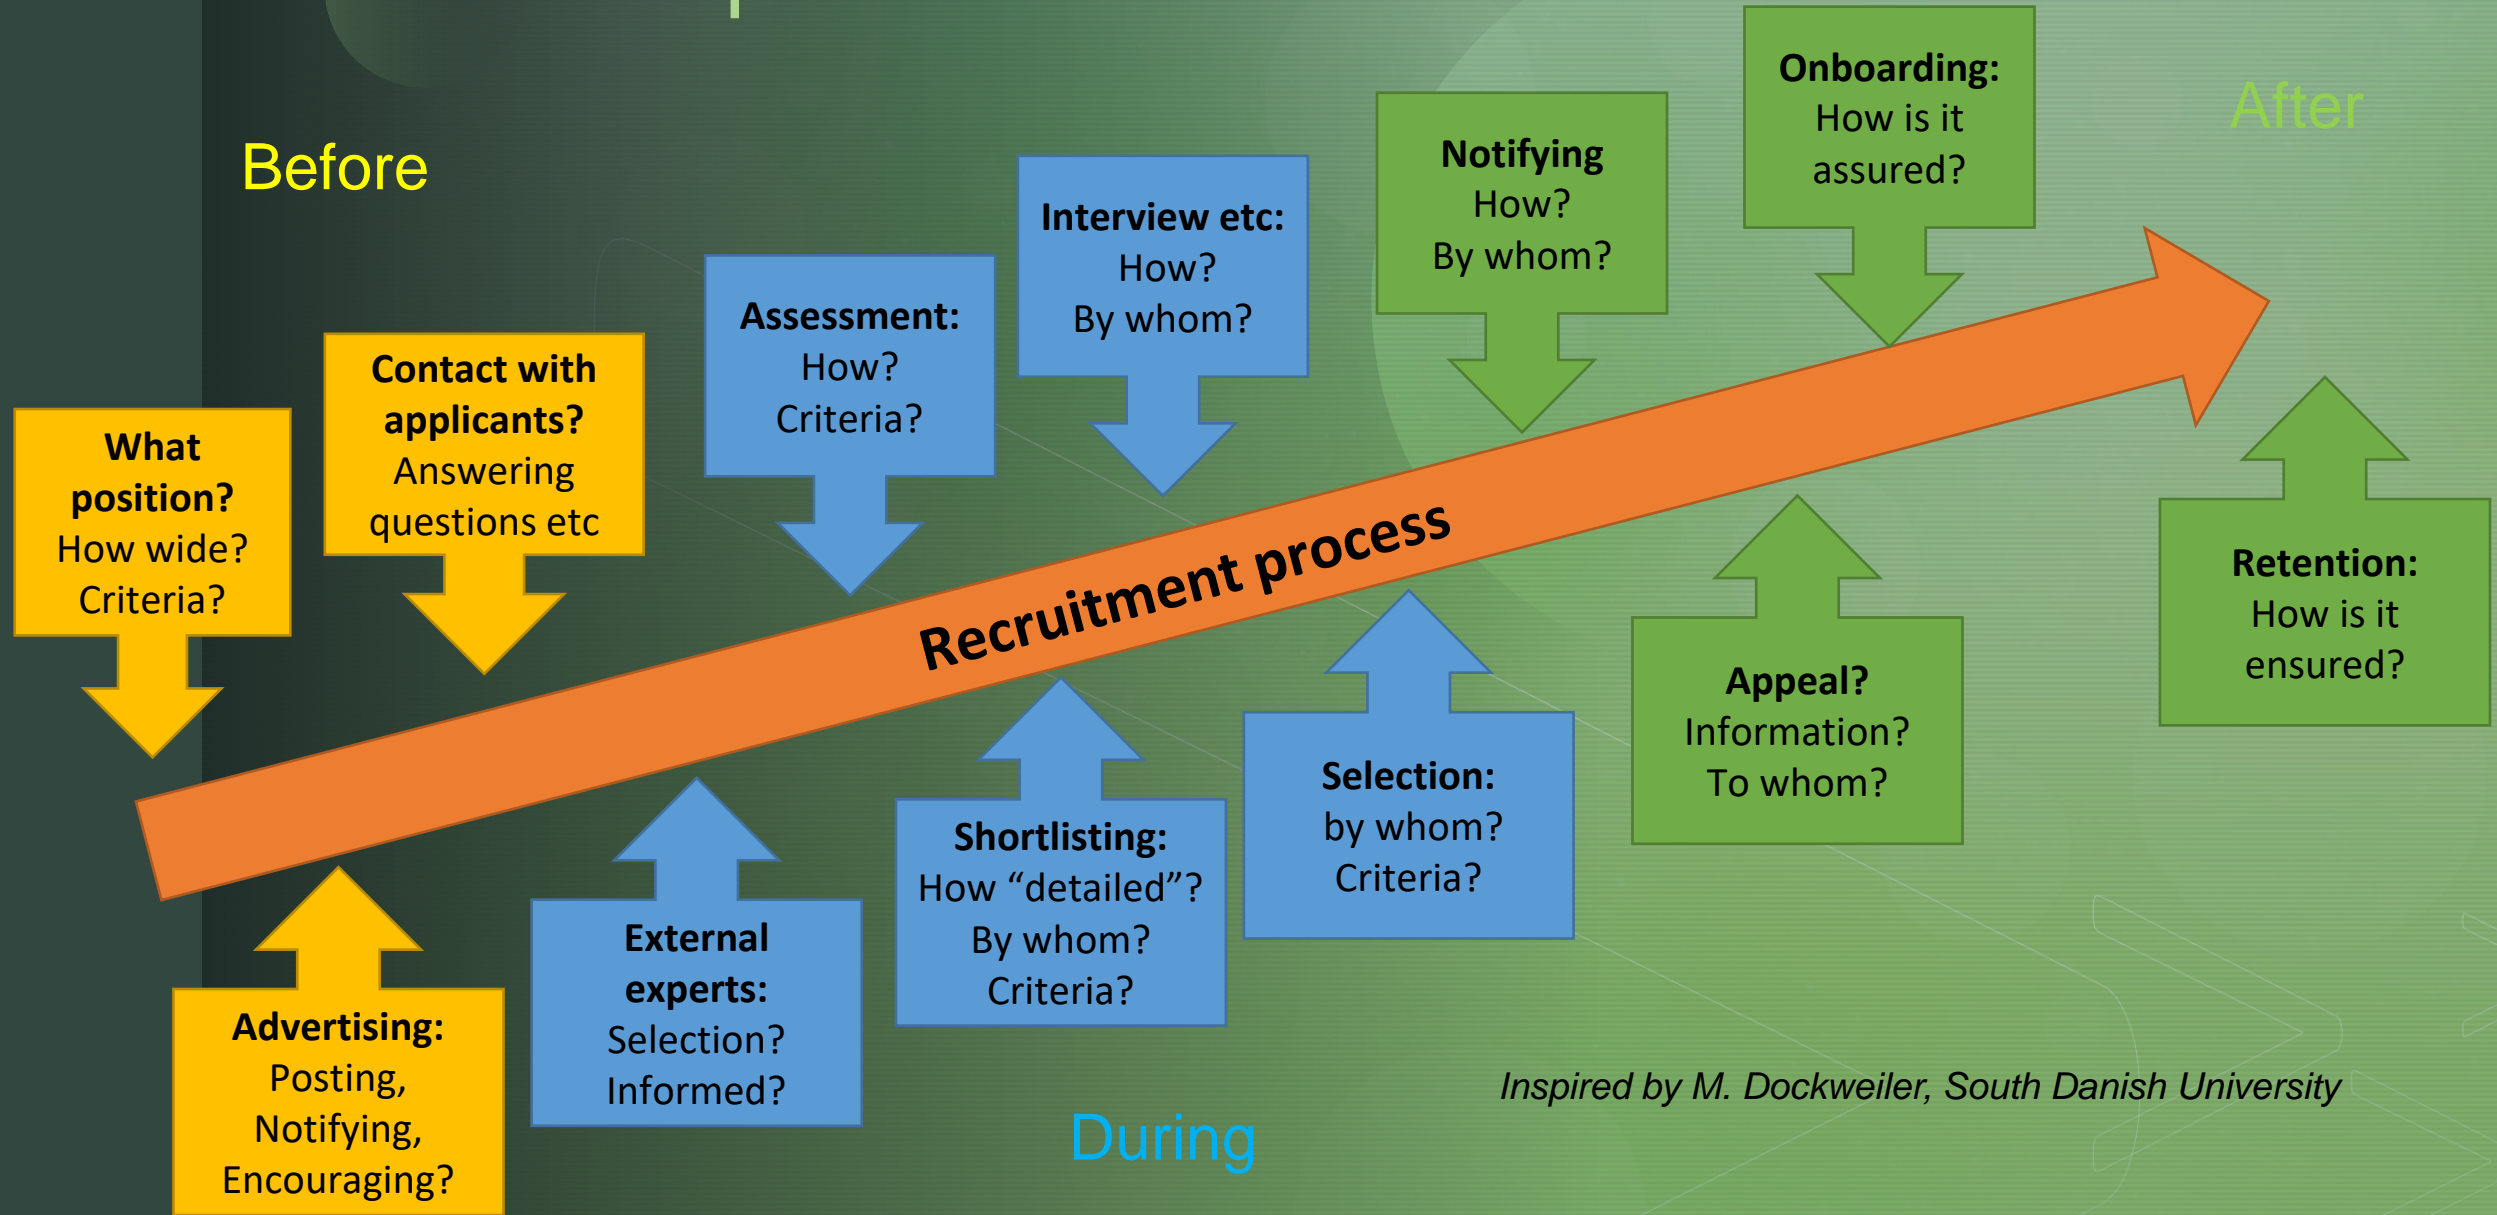 Before
After
What
position?
How wide?
Criteria?
Contact with
applicants?
Answering
questions etc
Assessment:
How?
Criteria?
Interview etc:
How?
By whom?
Notifying
How?
By whom?
Onboarding:
How is it
assured?
Recruitment process
Advertising:
Posting,
Notifying,
Encouraging?
External
experts:
Selection?
Informed?
Shortlisting:
How “detailed”?
By whom?
Criteria?
Selection:
by whom?
Criteria?
Appeal?
Information?
To whom?
Retention:
How is it
ensured?
During
Inspired by M. Dockweiler, South Danish University